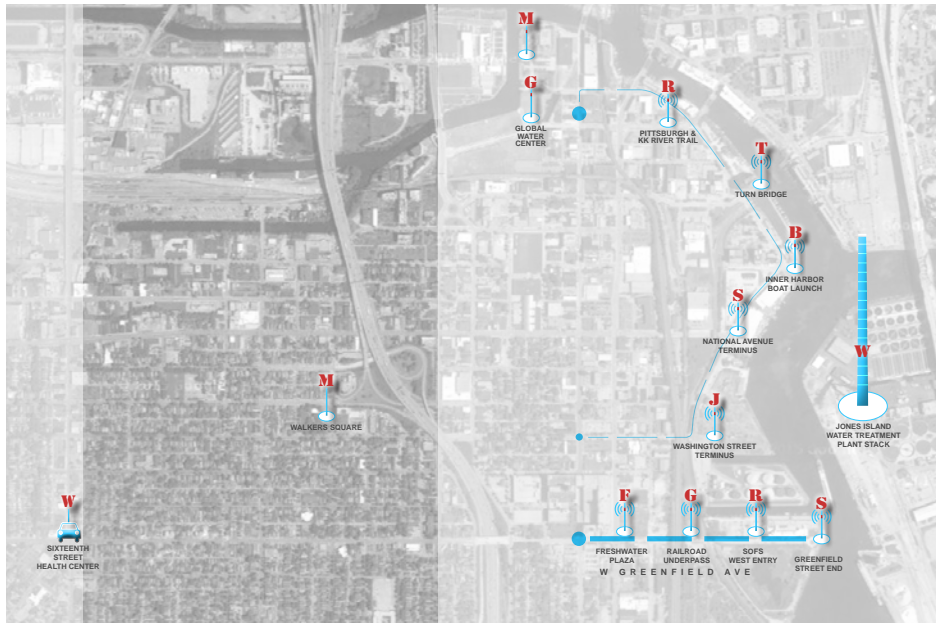 M
G
GLOBAL
WATER
CENTER
R
PITTSBURGH &
KK RIVER TRAIL
T
TURN BRIDGE
B
INNER HARBOR
BOAT LAUNCH
S
NATIONAL AVENUE
TERMINUS
W
JONES ISLAND
WATER TREATMENT
PLANT STACK
M
WALKERS SQUARE
J
WASHINGTON STREET
TERMINUS
W
SIXTEENTH
STREET
HEALTH CENTER
F
FRESHWATER
PLAZA
G
RAILROAD
UNDERPASS
R
SOFS
WEST ENTRY
S
GREENFIELD
STREET END
W GREENFIELD AVE